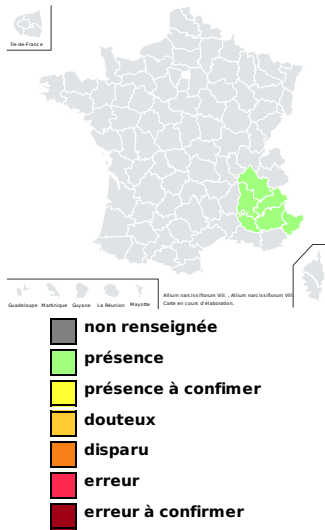 Île-de-France
Guadeloupe Martinique Guyane La Réunion Mayotte
Allium narcissiflorum Vill. , Allium narcissiflorum Vill
Carte en cours d'élaboration.
non renseignée
présence
présence à confimer
douteux
disparu
erreur
erreur à confirmer